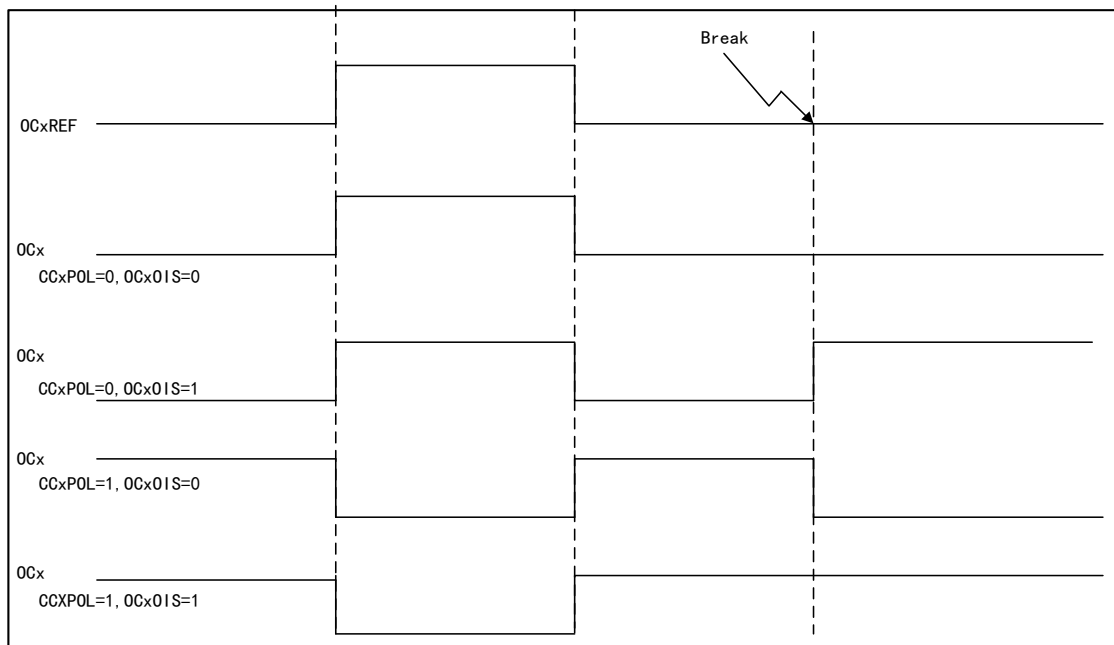 Break
OCxREF
OCx
CCxPOL=0,OCxOIS=0
OCx
CCxPOL=0,OCxOIS=1
OCx
CCxPOL=1,OCxOIS=0
OCx
CCXPOL=1,OCxOIS=1